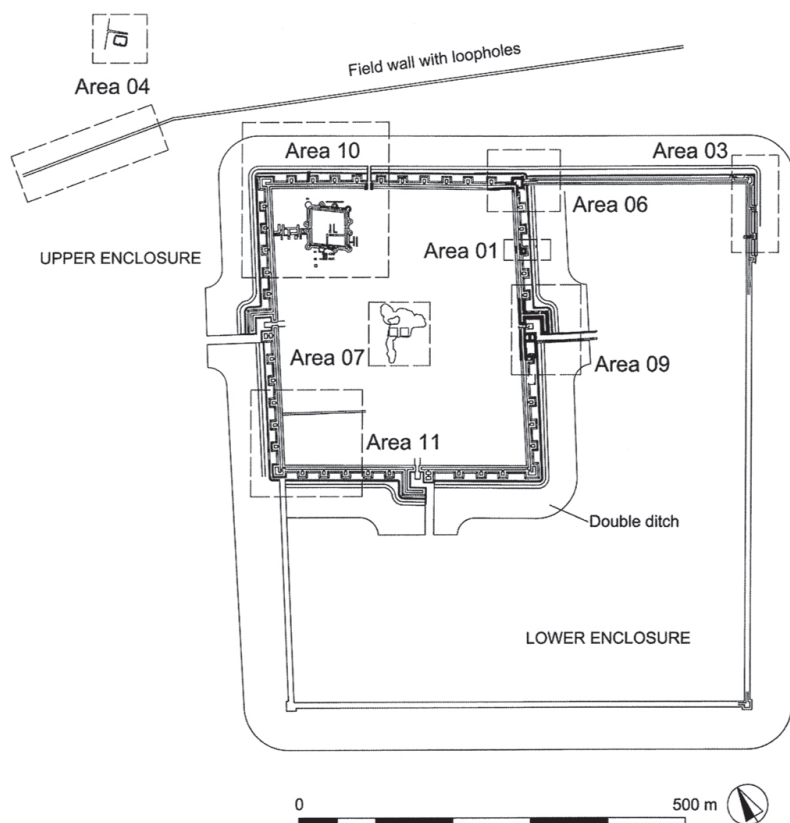 Field wall with loopholes
Area 04
Area 10
Area 03
Area 06
Area 01
UPPER ENCLOSURE
Area 07
Area 09
Area 11
Double ditch
LOWER ENCLOSURE
0
500 m